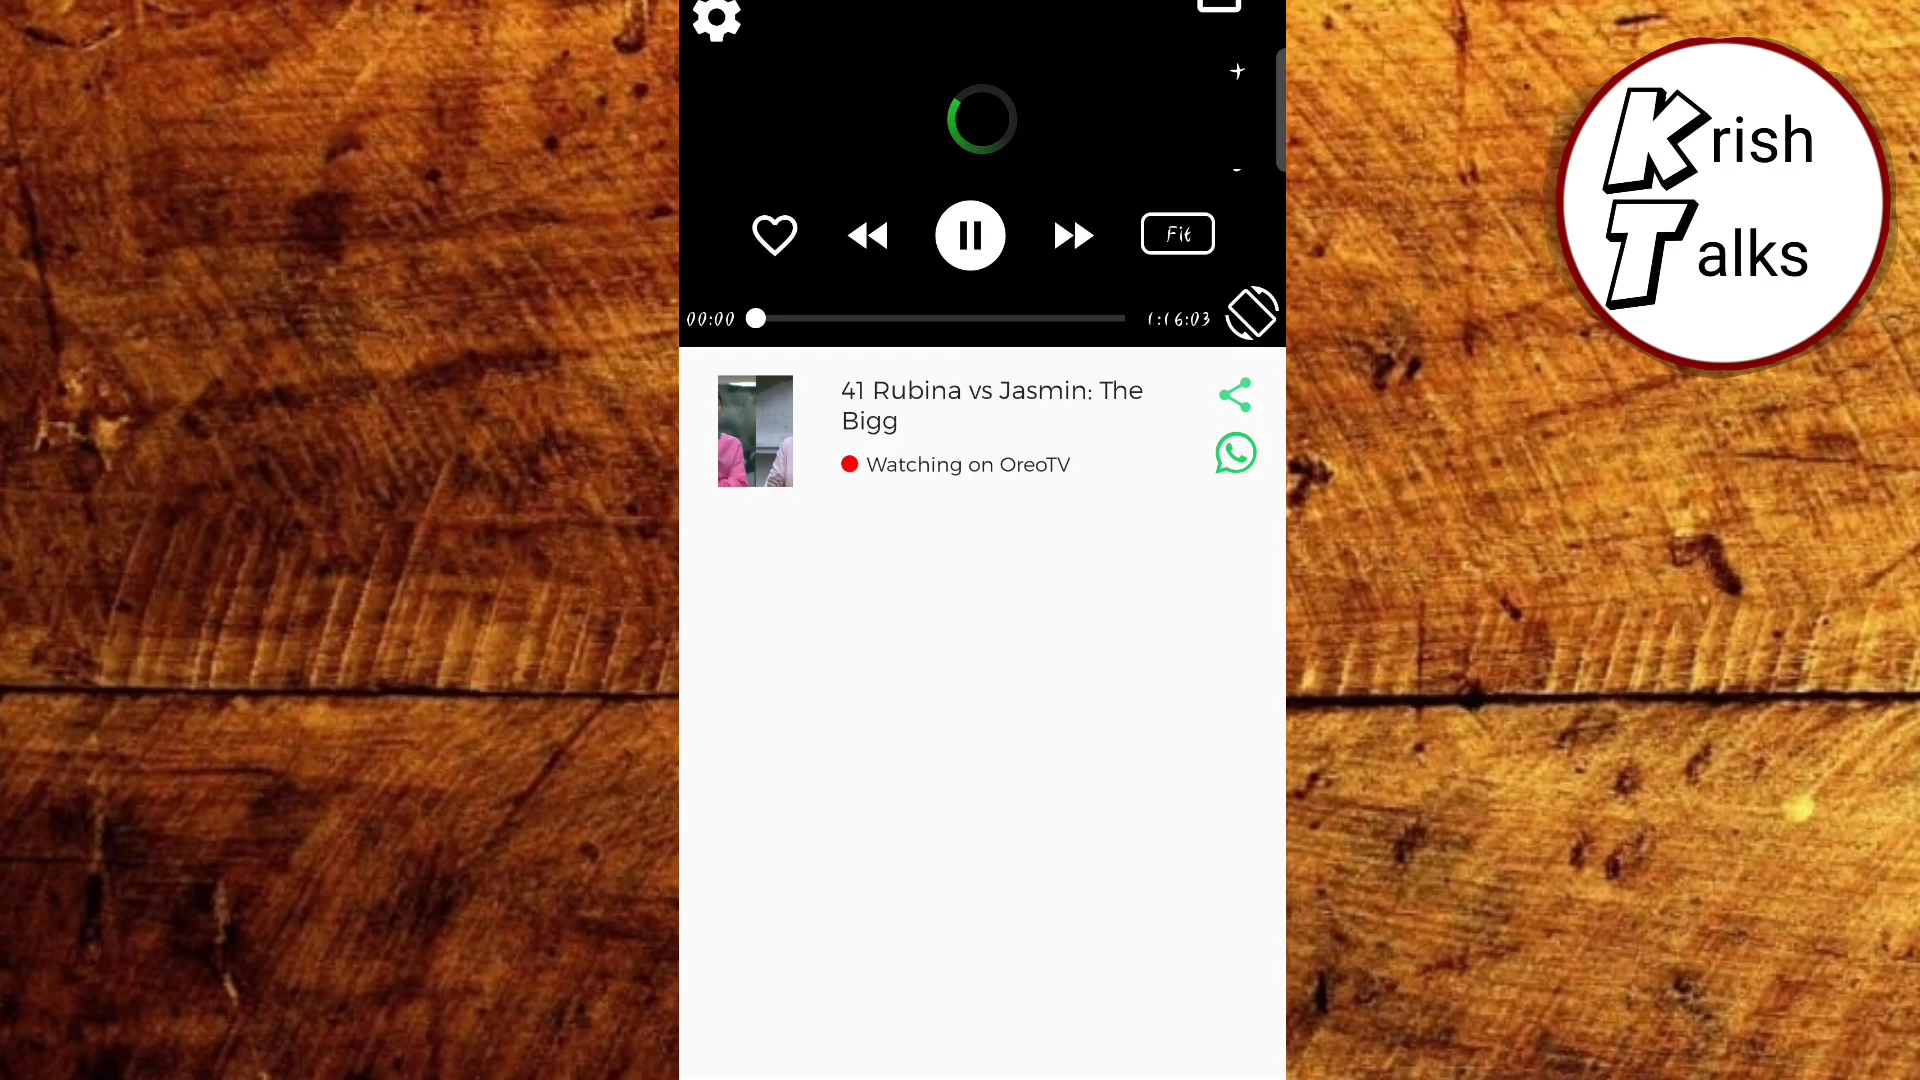 Krish
Talks
Fit
00:00
1:16:03
41 Rubina vs Jasmin: The
Bigg
Watching on OreoTV